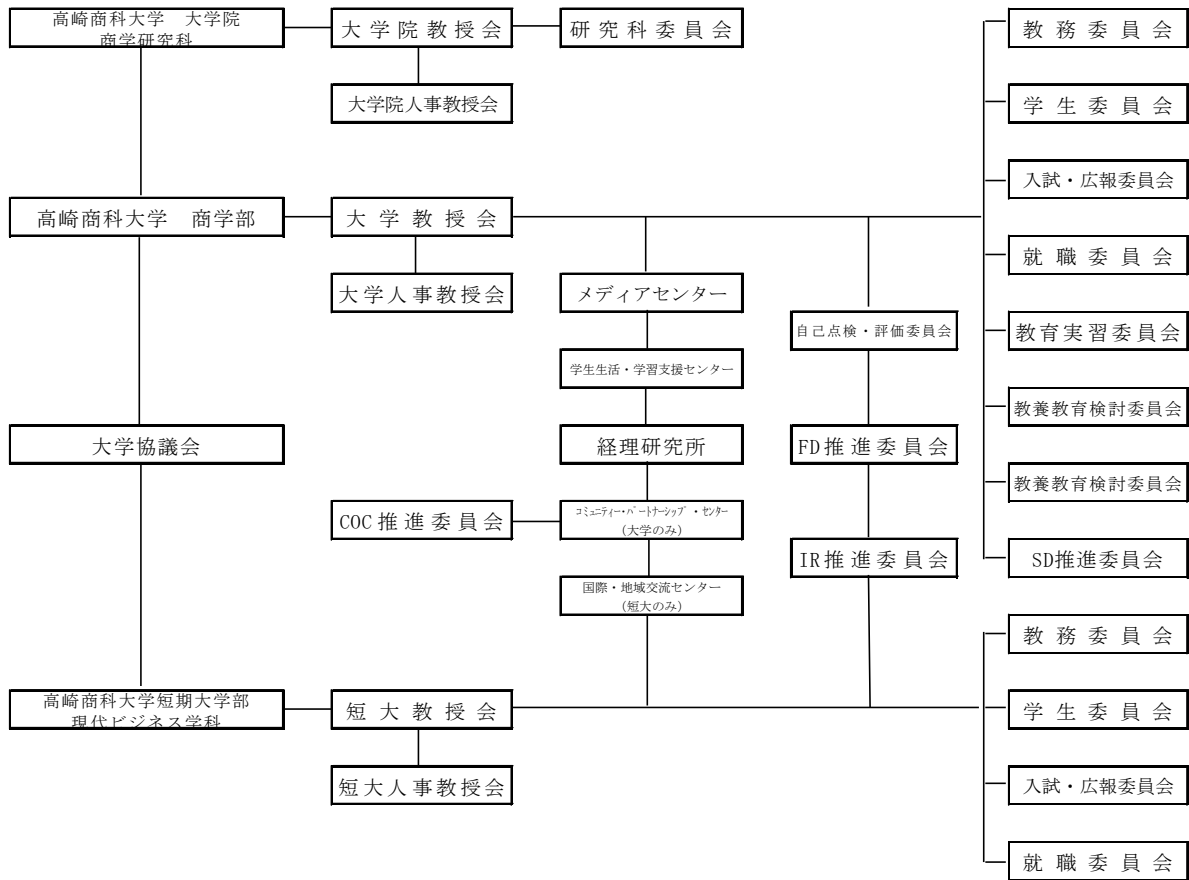 高崎商科大学 大学院
商学研究科
大学院教授会
研究科委員会
大学院人事教授会
高崎商科大学 商学部
大学教授会
大学人事教授会
大学協議会
メディアセンター
学生生活・学習支援センター
経理研究所
COC推進委員会
コミュニティー・パートナーシップ・センター
(大学のみ)
国際・地域交流センター
(短大のみ)
自己点検・評価委員会
FD推進委員会
IR推進委員会
高崎商科大学短期大学部
現代ビジネス学科
短大教授会
短大人事教授会
教務委員会
学生委員会
入試・広報委員会
就職委員会
教育実習委員会
教養教育検討委員会
教養教育検討委員会
SD推進委員会
教務委員会
学生委員会
入試・広報委員会
就職委員会